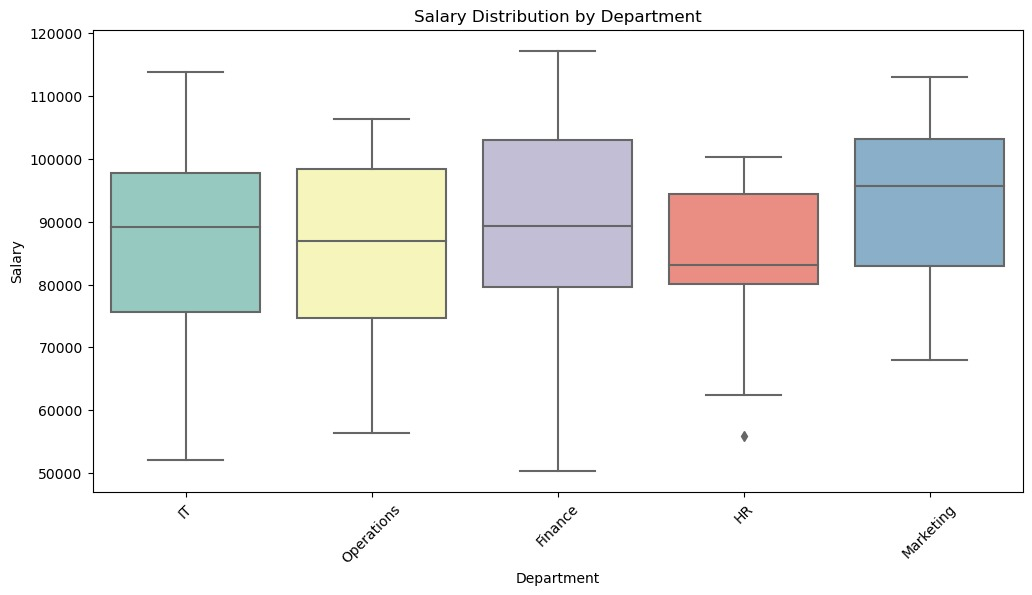 Salary Distribution by Department
120000
110000
100000
90000
80000
70000
60000
50000
Salary
IT
Operations
Finance
HR
Marketing
Department